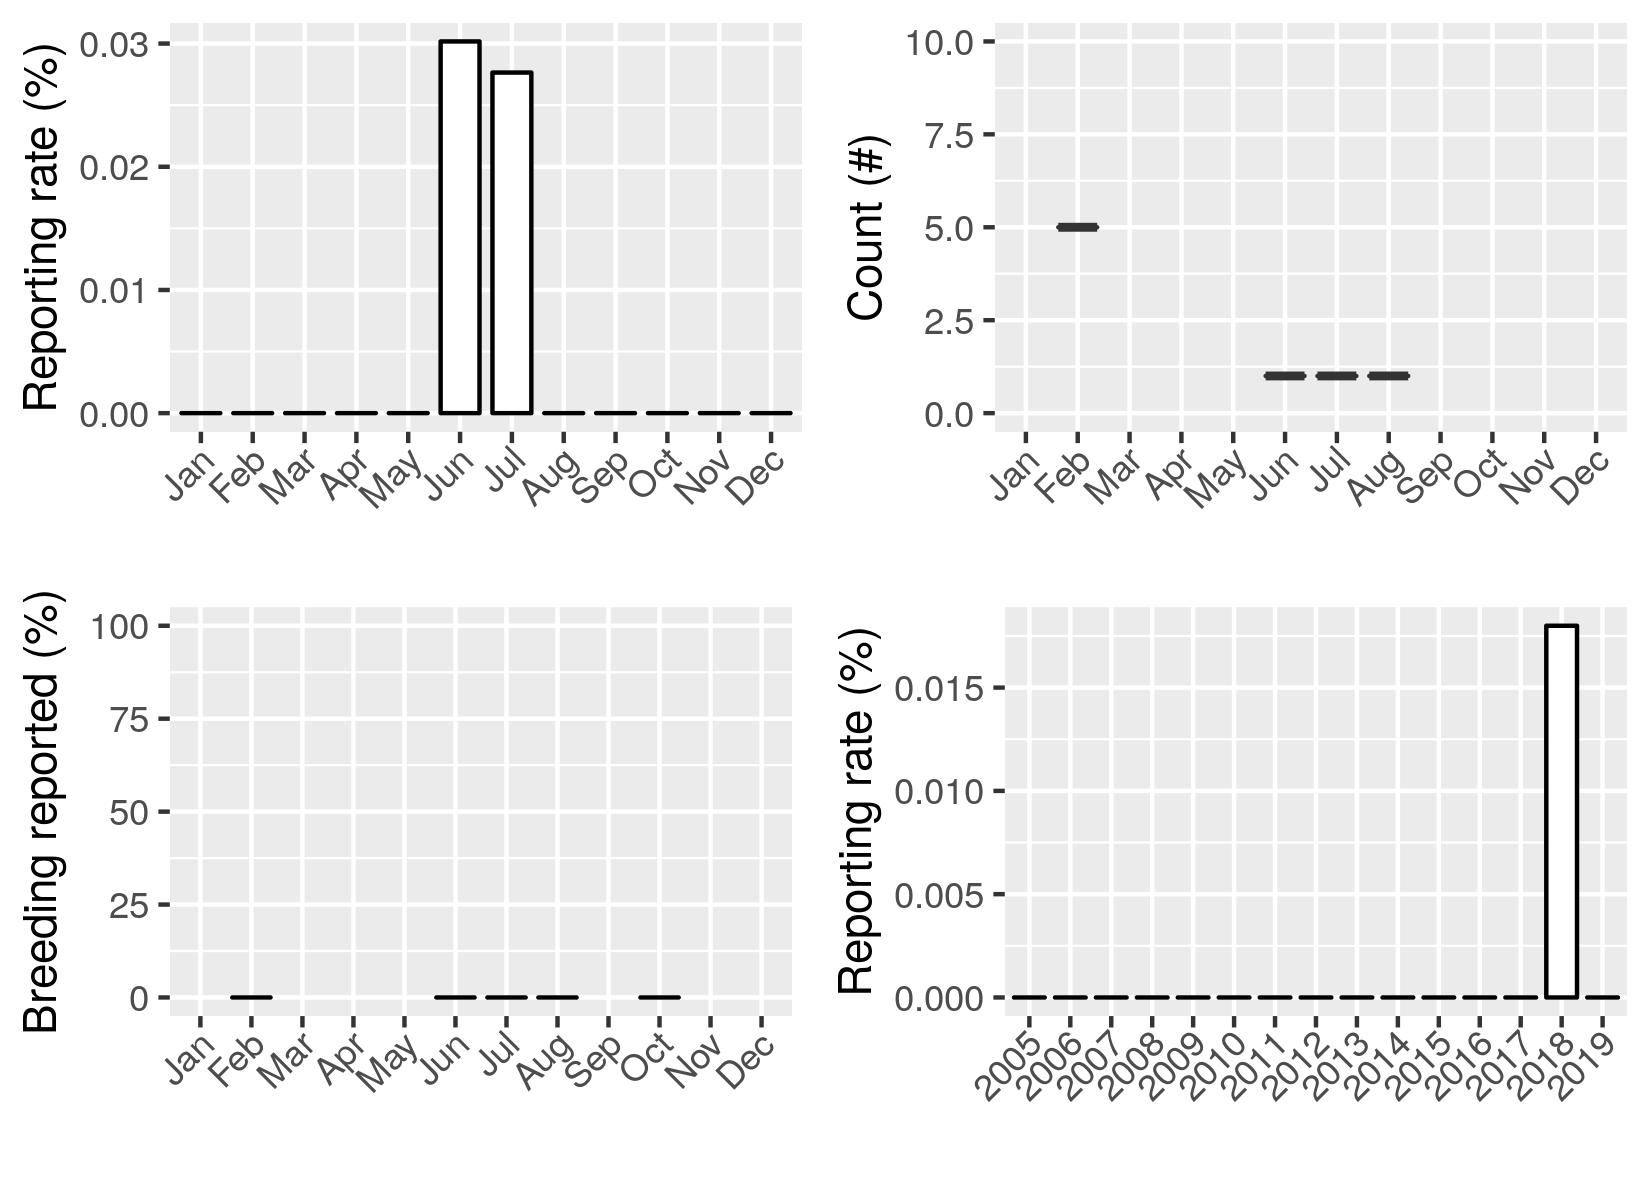 Reporting rate (%)
0.03
0.02
0.01
0.00
Jan Feb Mar Apr May Jun Jul Aug Sep Oct Nov Dec
Count (#)
10.0
7.5
5.0
2.5
0.0
Jan Feb Mar Apr May Jun Jul Aug Sep Oct Nov Dec
Breeding reported (%)
100
75
50
25
0
Jan Feb Mar Apr May Jun Jul Aug Sep Oct Nov Dec
Reporting rate (%)
0.015
0.010
0.005
0.000
2005 2006 2007 2008 2009 2010 2011 2012 2013 2014 2015 2016 2017 2018 2019